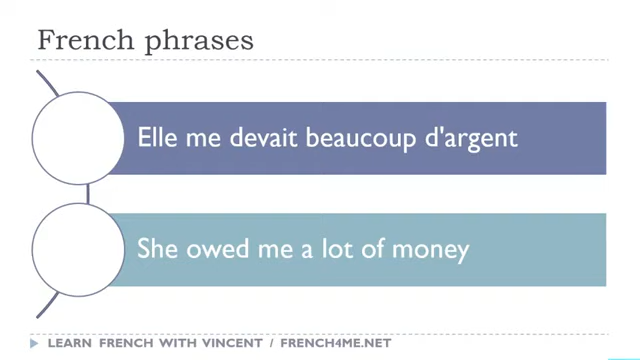 French phrases
Elle me devait beaucoup d'argent
She owed me a lot of money
LEARN FRENCH WITH VINCENT / FRENCH4ME.NET